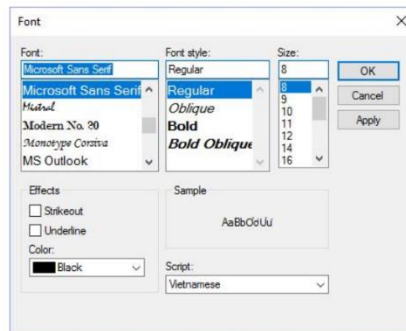 Font
Font:
Microsoft Sans Serif
Microsoft Sans Serif
Mistral
Modern No. 20
Monotype Corsiva
MS Outlook
Font style:
Regular
Regular
Oblique
Bold
Bold Oblique
Size:
8
8
9
10
11
12
14
16
OK
Cancel
Apply
Effects
Strikeout
Underline
Color:
Black
Sample
AaBbƠơƯư
Script:
Vietnamese